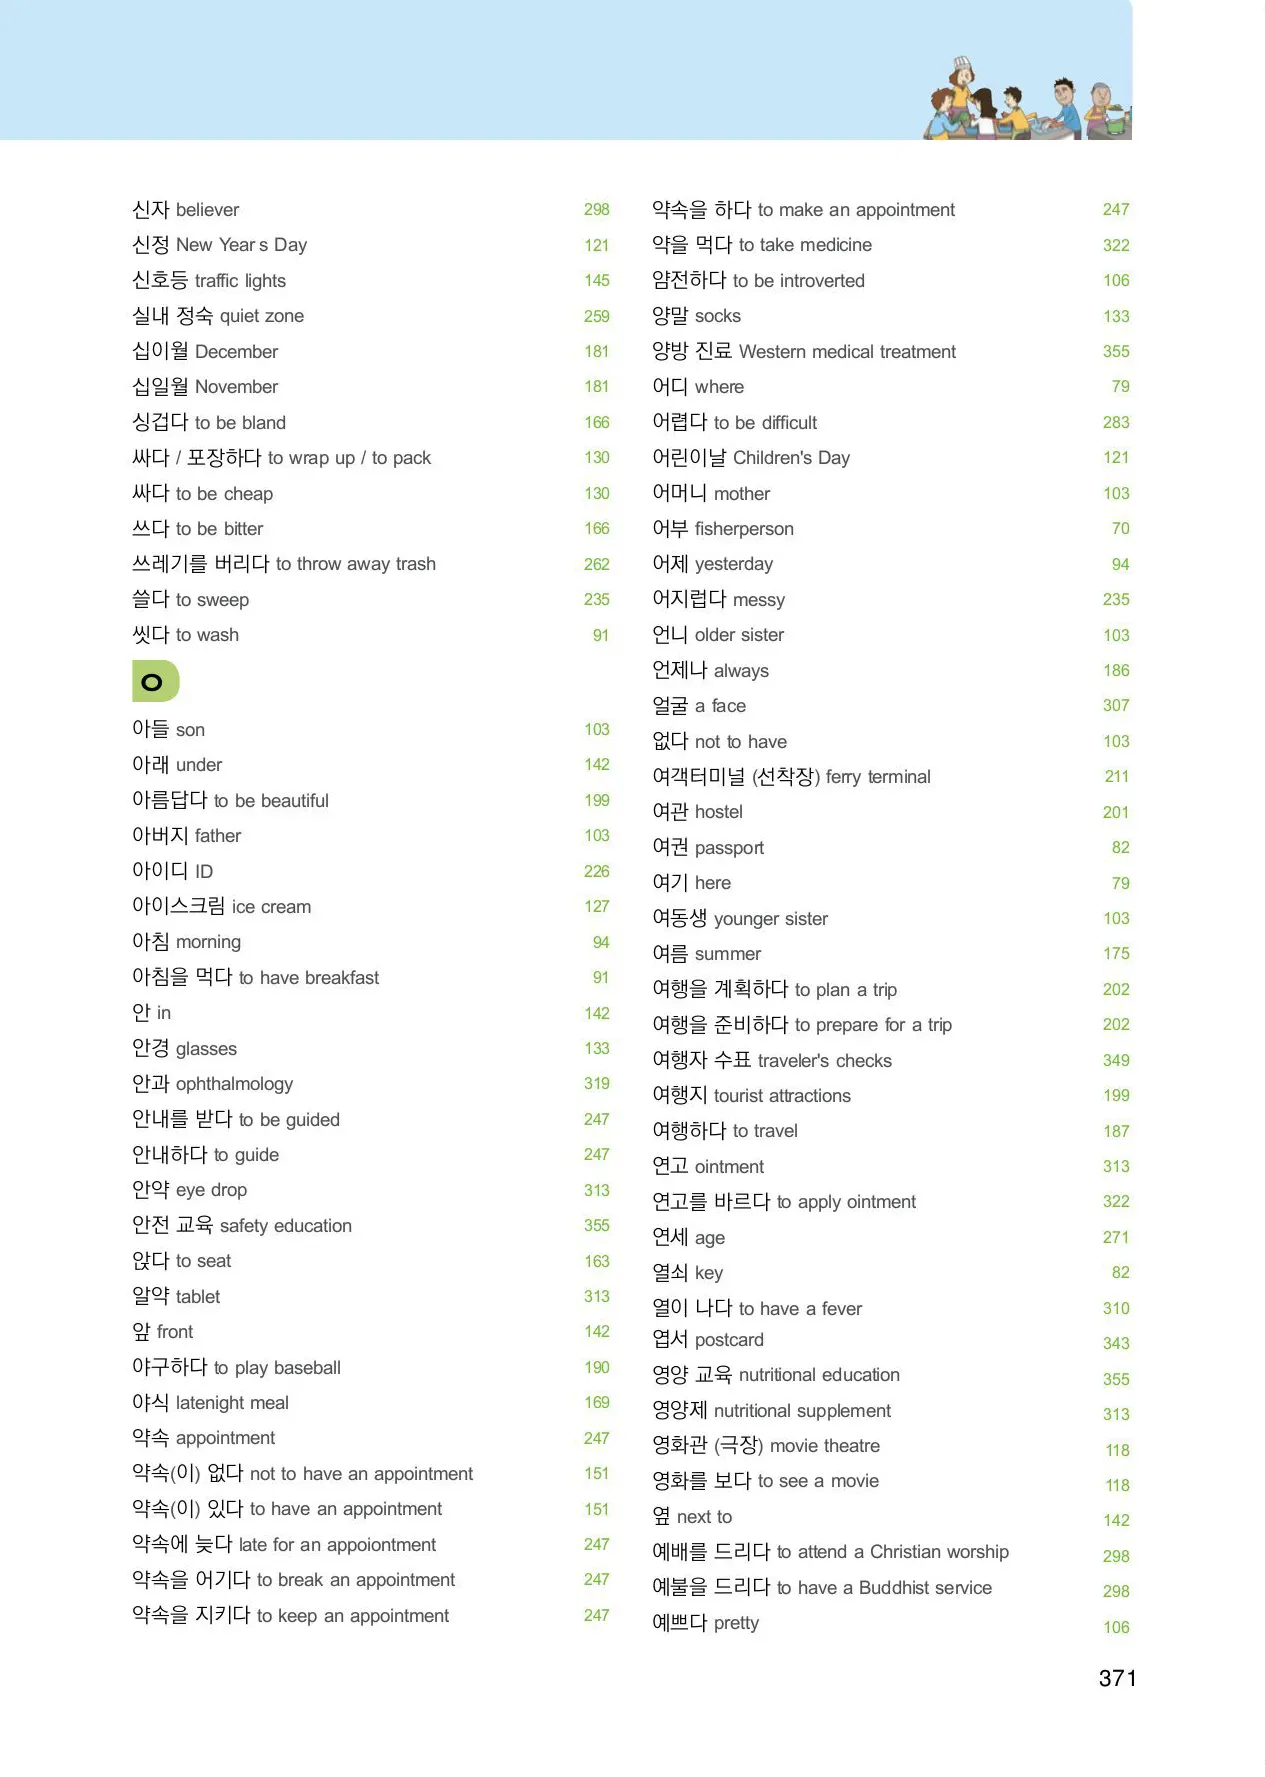 신자 believer 298
신정 New Year s Day 121
신호등 traffic lights 145
실내 정숙 quiet zone 259
십이월 December 181
십일월 November 181
싱겁다 to be bland 166
싸다 / 포장하다 to wrap up / to pack 130
싸다 to be cheap 130
쓰다 to be bitter 166
쓰레기를 버리다 to throw away trash 262
쓸다 to sweep 235
씻다 to wash 91
ㅇ
아들 son 103
아래 under 142
아름답다 to be beautiful 199
아버지 father 103
아이디 ID 226
아이스크림 ice cream 127
아침 morning 94
아침을 먹다 to have breakfast 91
안 in 142
안경 glasses 133
안과 ophthalmology 319
안내를 받다 to be guided 247
안내하다 to guide 247
안약 eye drop 313
안전 교육 safety education 355
앉다 to seat 163
알약 tablet 313
앞 front 142
야구하다 to play baseball 190
야식 latenight meal 169
약속 appointment 247
약속(이) 없다 not to have an appointment 151
약속(이) 있다 to have an appointment 151
약속에 늦다 late for an appoiontment 247
약속을 어기다 to break an appointment 247
약속을 지키다 to keep an appointment 247
약속을 하다 to make an appointment 247
약을 먹다 to take medicine 322
얌전하다 to be introverted 106
양말 socks 133
양방 진료 Western medical treatment 355
어디 where 79
어렵다 to be difficult 283
어린이날 Children's Day 121
어머니 mother 103
어부 fisherperson 70
어제 yesterday 94
어지럽다 messy 235
언니 older sister 103
언제나 always 186
얼굴 a face 307
없다 not to have 103
여객터미널 (선착장) ferry terminal 211
여관 hostel 201
여권 passport 82
여기 here 79
여동생 younger sister 103
여름 summer 175
여행을 계획하다 to plan a trip 202
여행을 준비하다 to prepare for a trip 202
여행자 수표 traveler's checks 349
여행지 tourist attractions 199
여행하다 to travel 187
연고 ointment 313
연고를 바르다 to apply ointment 322
연세 age 271
열쇠 key 82
열이 나다 to have a fever 310
엽서 postcard 343
영양 교육 nutritional education 355
영양제 nutritional supplement 313
영화관 (극장) movie theatre 118
영화를 보다 to see a movie 118
옆 next to 142
예배를 드리다 to attend a Christian worship 298
예불을 드리다 to have a Buddhist service 298
예쁘다 pretty 106
371